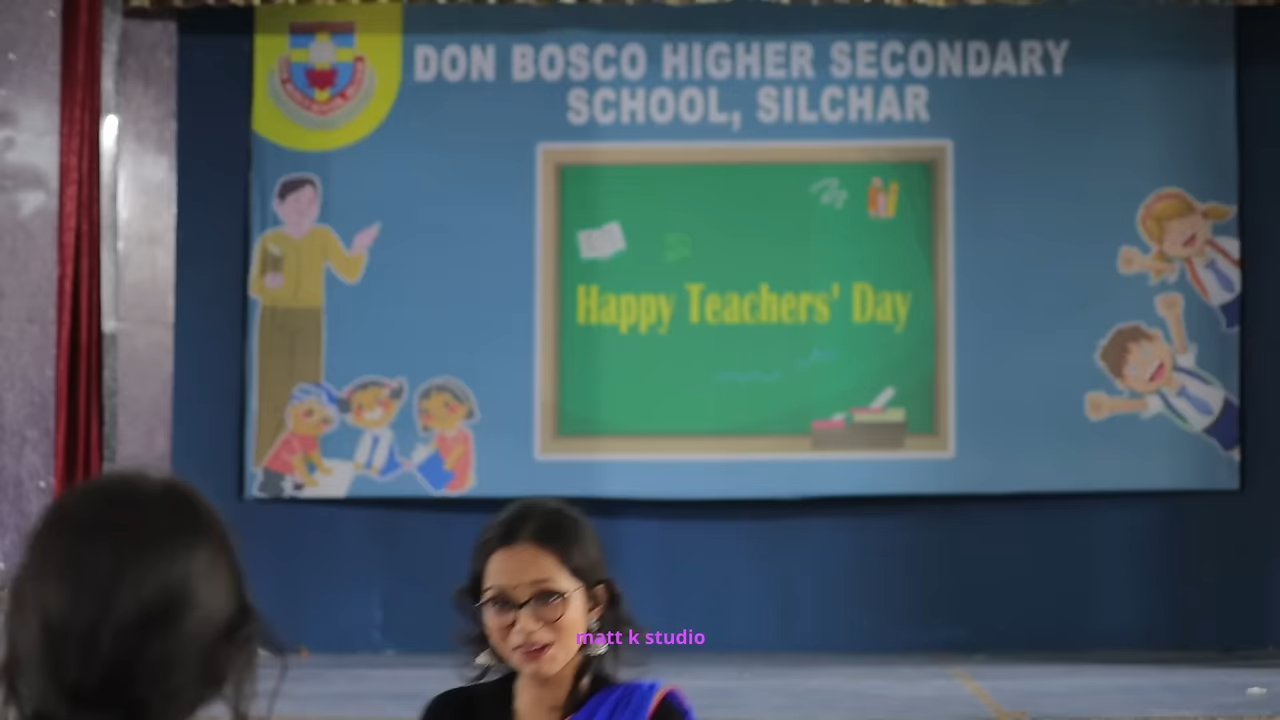 DON BOSCO HIGHER SECONDARY
SCHOOL, SILCHAR
Happy Teachers' Day
matt k studio